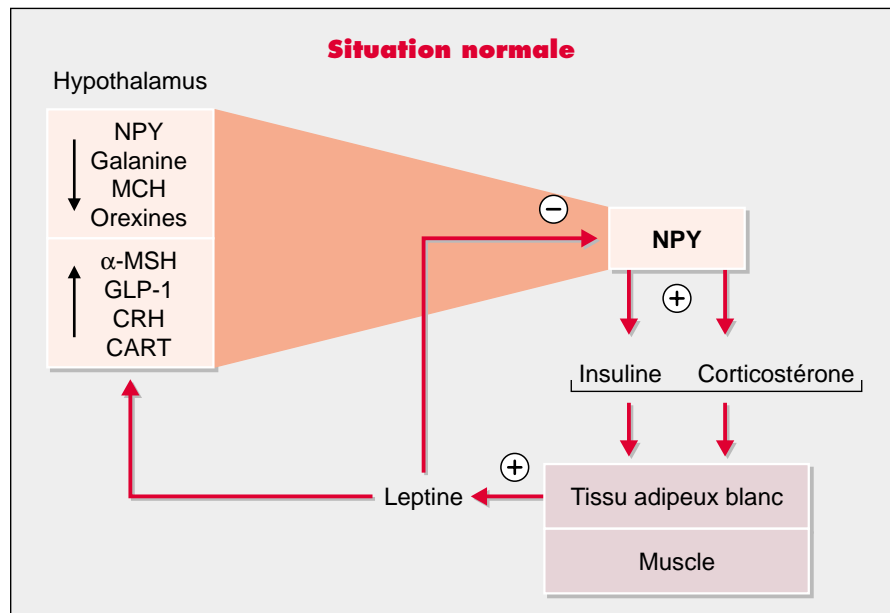 Situation normale
Hypothalamus
NPY
Galanine
MCH
Orexines
α-MSH
GLP-1
CRH
CART
−
NPY
+
Insuline Corticostérone
+
Leptine
Tissu adipeux blanc
Muscle